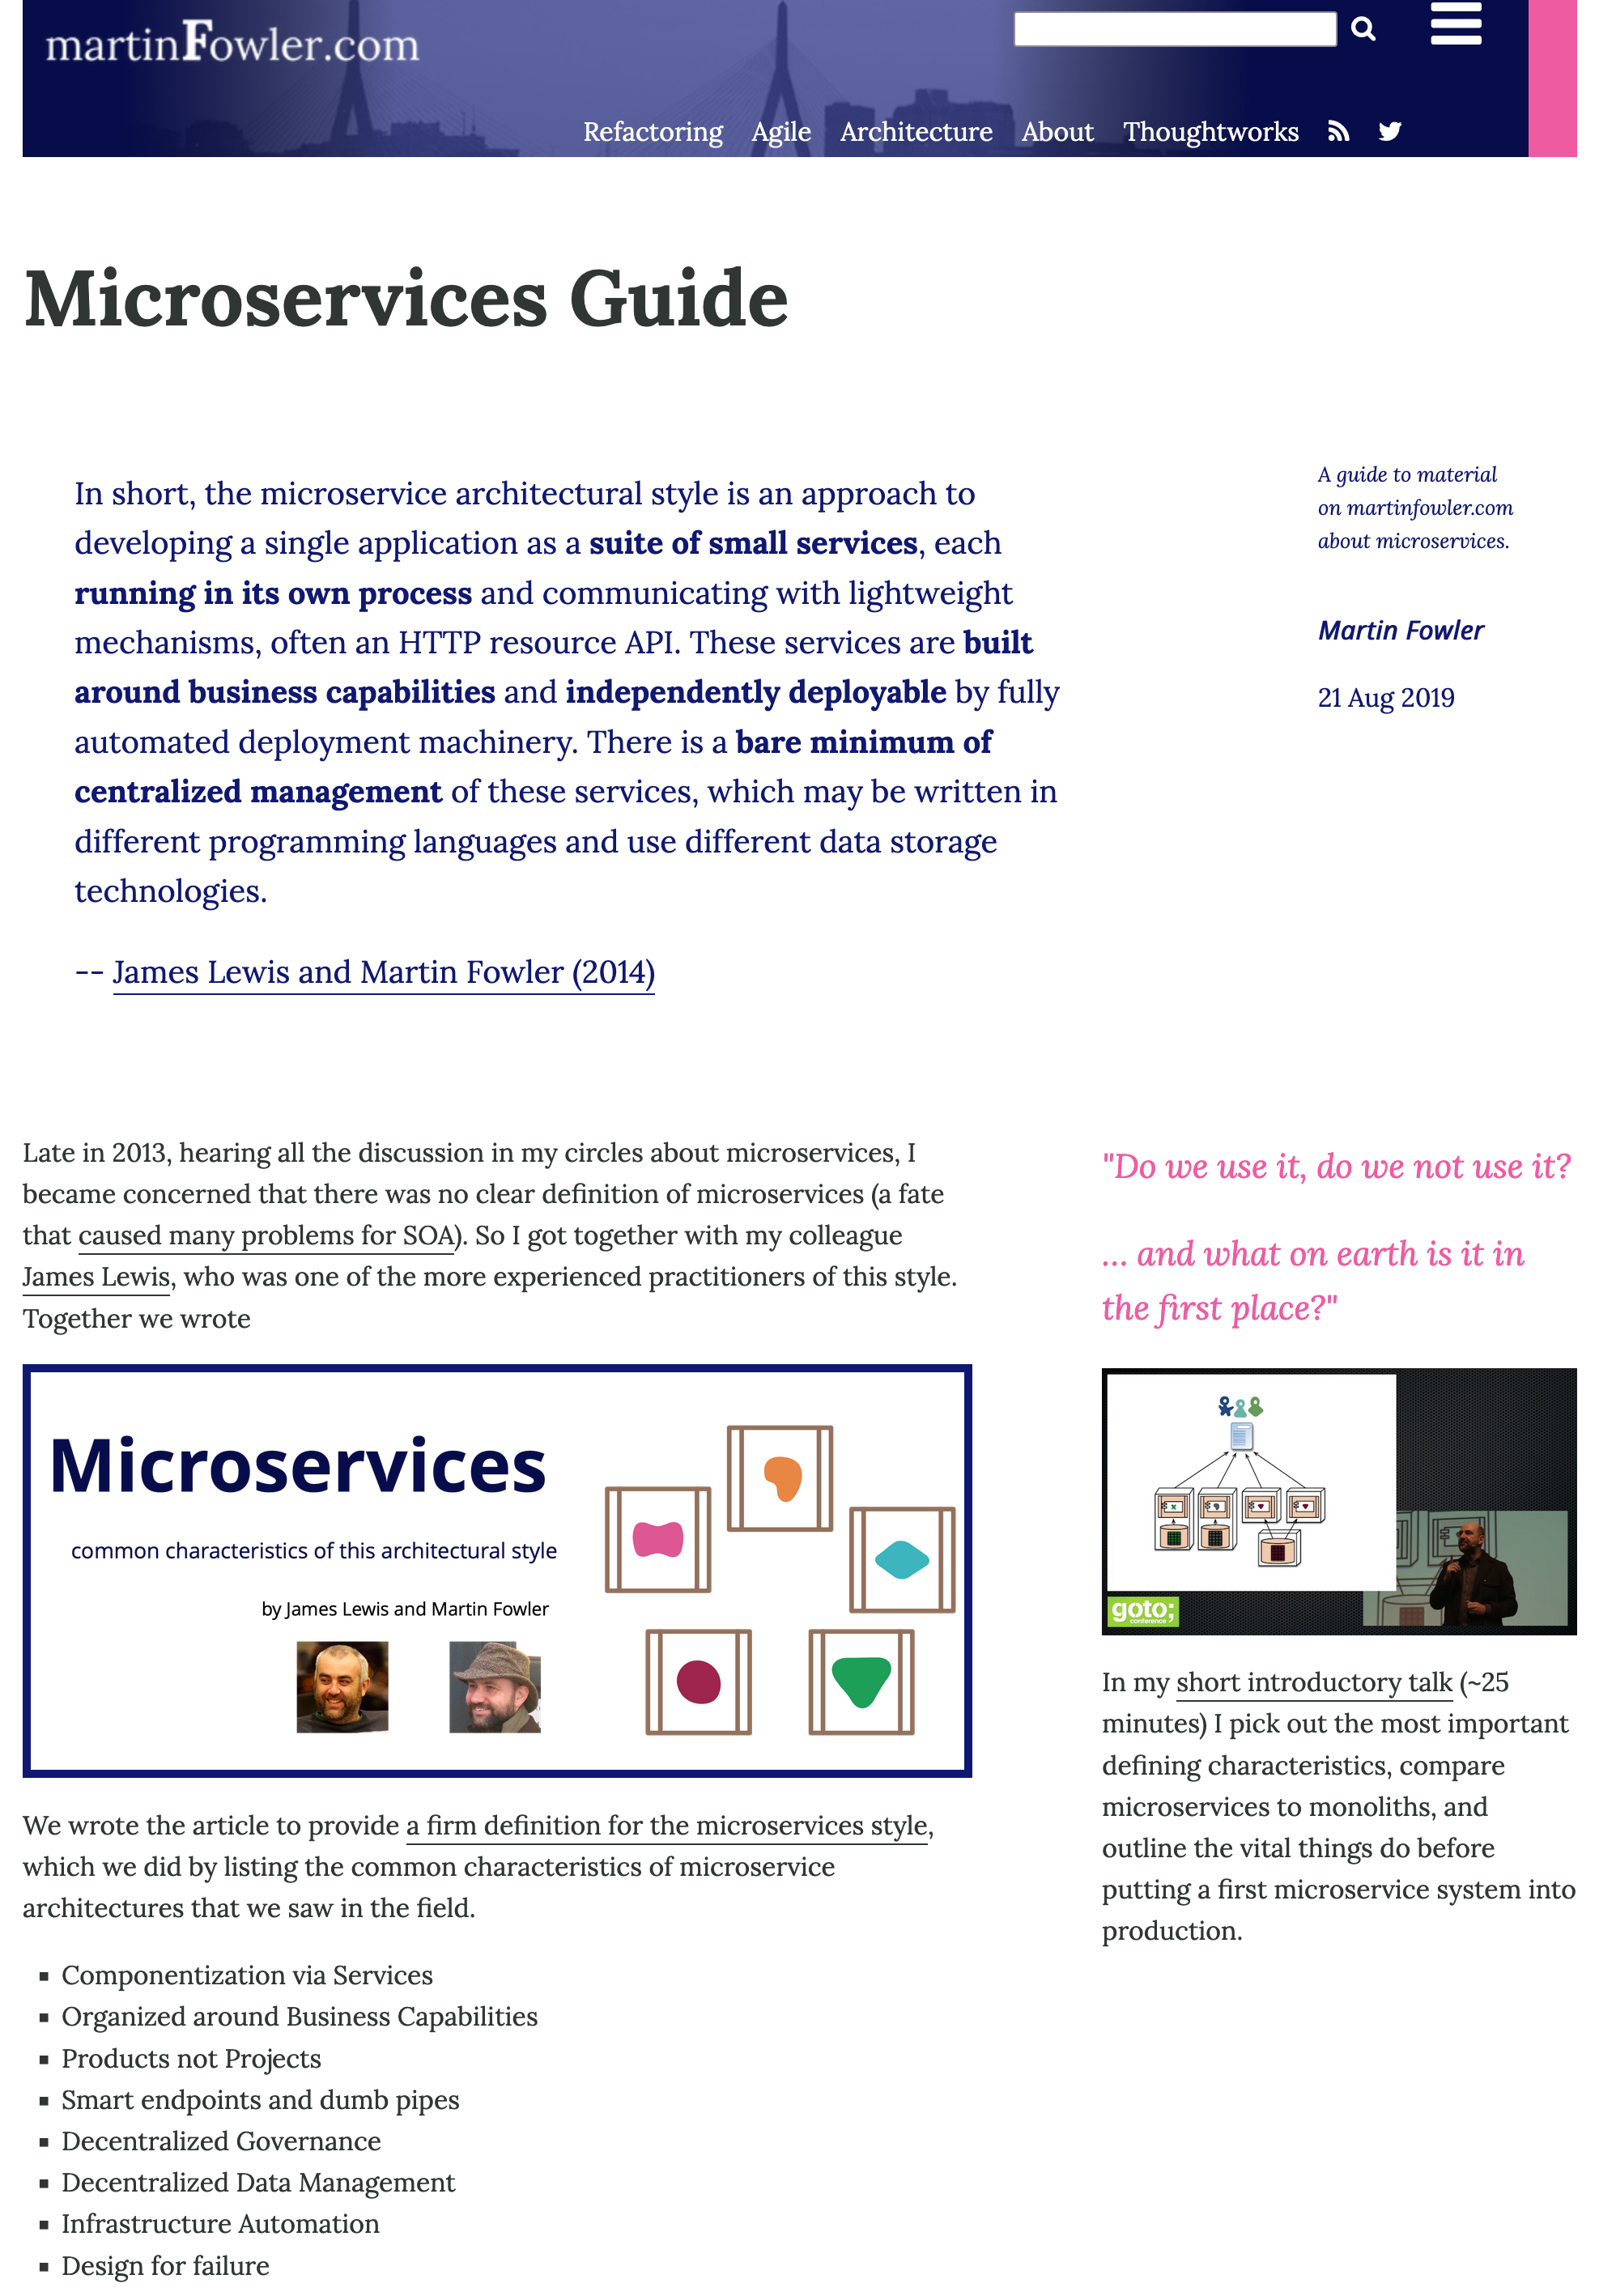 martinFowler.com
Refactoring Agile Architecture About Thoughtworks
Microservices Guide
In short, the microservice architectural style is an approach to
developing a single application as a suite of small services, each
running in its own process and communicating with lightweight
mechanisms, often an HTTP resource API. These services are built
around business capabilities and independently deployable by fully
automated deployment machinery. There is a bare minimum of
centralized management of these services, which may be written in
different programming languages and use different data storage
technologies.
-- James Lewis and Martin Fowler (2014)
A guide to material
on martinfowler.com
about microservices.
Martin Fowler
21 Aug 2019
Late in 2013, hearing all the discussion in my circles about microservices, I
became concerned that there was no clear definition of microservices (a fate
that caused many problems for SOA). So I got together with my colleague
James Lewis, who was one of the more experienced practitioners of this style.
Together we wrote
Microservices
common characteristics of this architectural style
by James Lewis and Martin Fowler
We wrote the article to provide a firm definition for the microservices style,
which we did by listing the common characteristics of microservice
architectures that we saw in the field.
Componentization via Services
Organized around Business Capabilities
Products not Projects
Smart endpoints and dumb pipes
Decentralized Governance
Decentralized Data Management
Infrastructure Automation
Design for failure
"Do we use it, do we not use it?
... and what on earth is it in
the first place?"
goto;
conference
In my short introductory talk (~25
minutes) I pick out the most important
defining characteristics, compare
microservices to monoliths, and
outline the vital things do before
putting a first microservice system into
production.